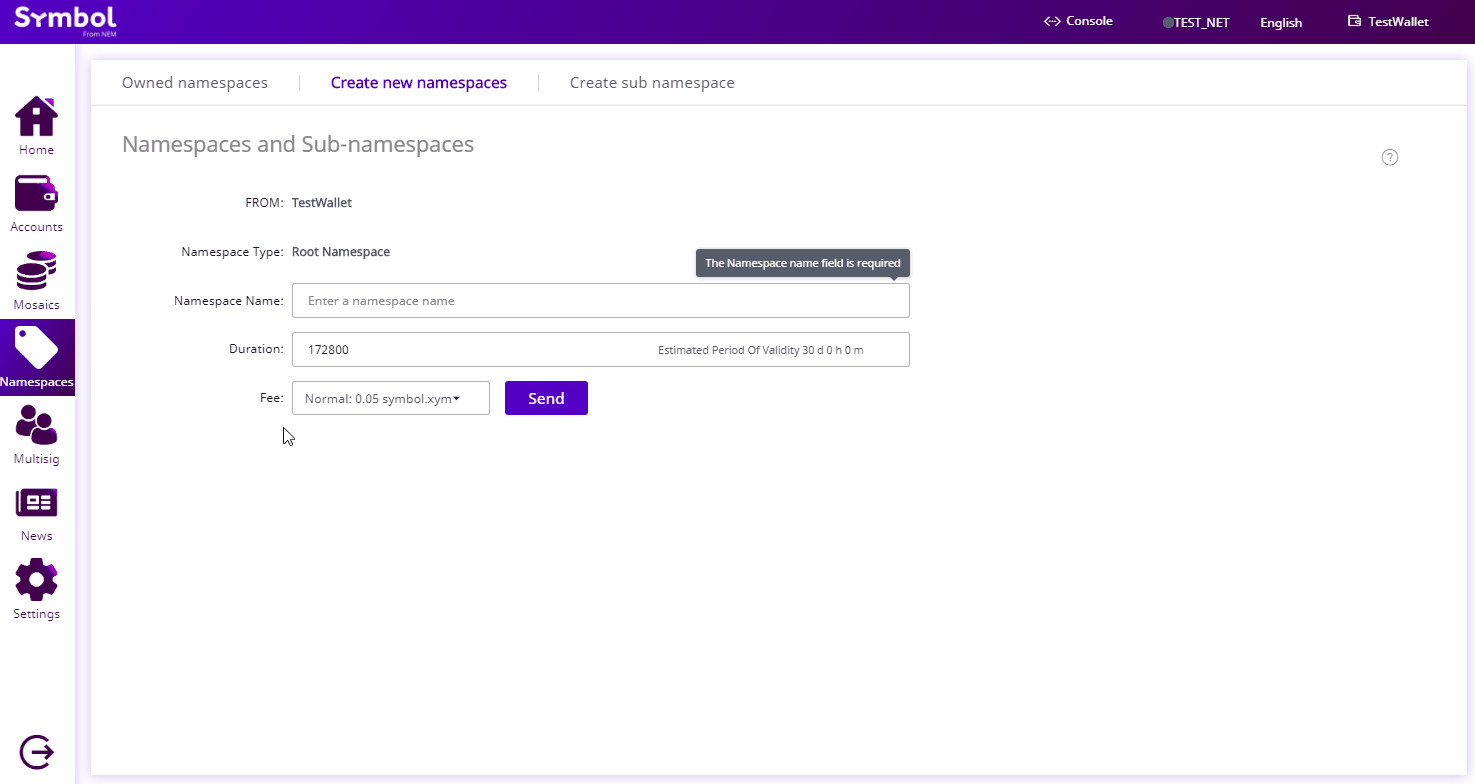 Symbol
From NEM
Console
TEST_NET
English
TestWallet
Home
Accounts
Mosaics
Namespaces
Multisig
News
Settings
Owned namespaces
Create new namespaces
Create sub namespace
Namespaces and Sub-namespaces
?
FROM: TestWallet
Namespace Type: Root Namespace
The Namespace name field is required
Namespace Name: Enter a namespace name
Duration: 172800 Estimated Period Of Validity 30 d 0 h 0 m
Fee: Normal: 0.05 symbol.xym Send